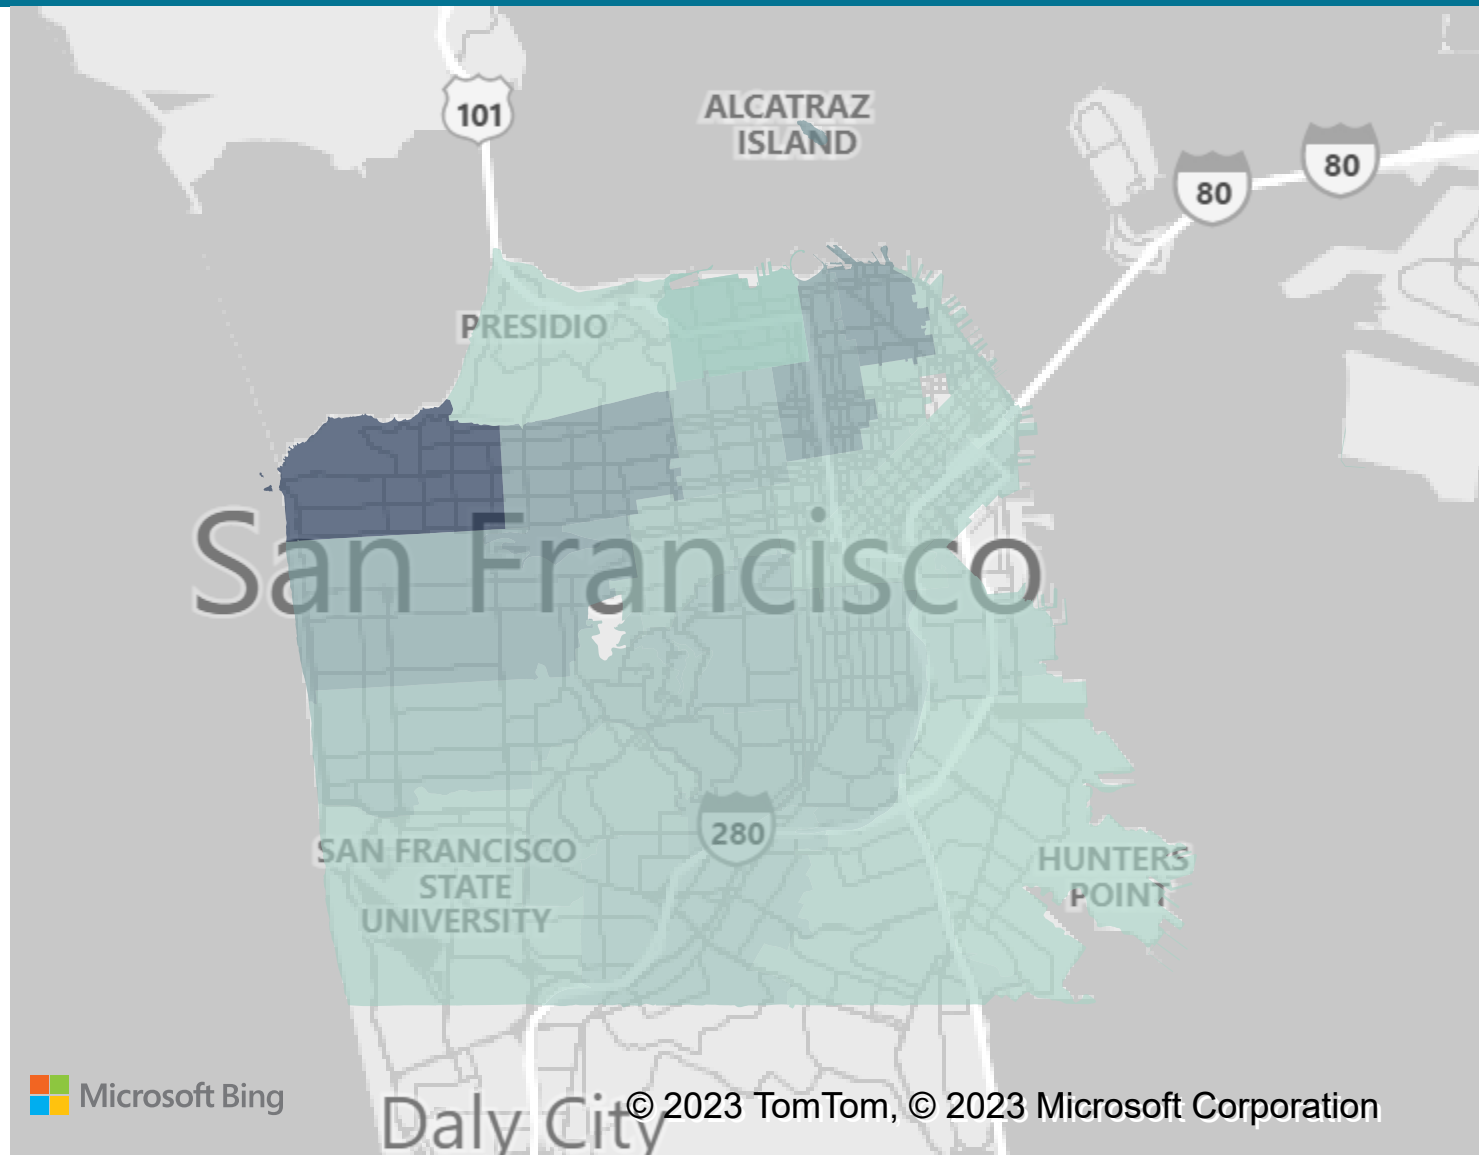 101
ALCATRAZ
ISLAND
80
80
PRESIDIO
San Francisco
280
SAN FRANCISCO
STATE
UNIVERSITY
HUNTERS
POINT
Microsoft Bing
Daly City
© 2023 TomTom, © 2023 Microsoft Corporation